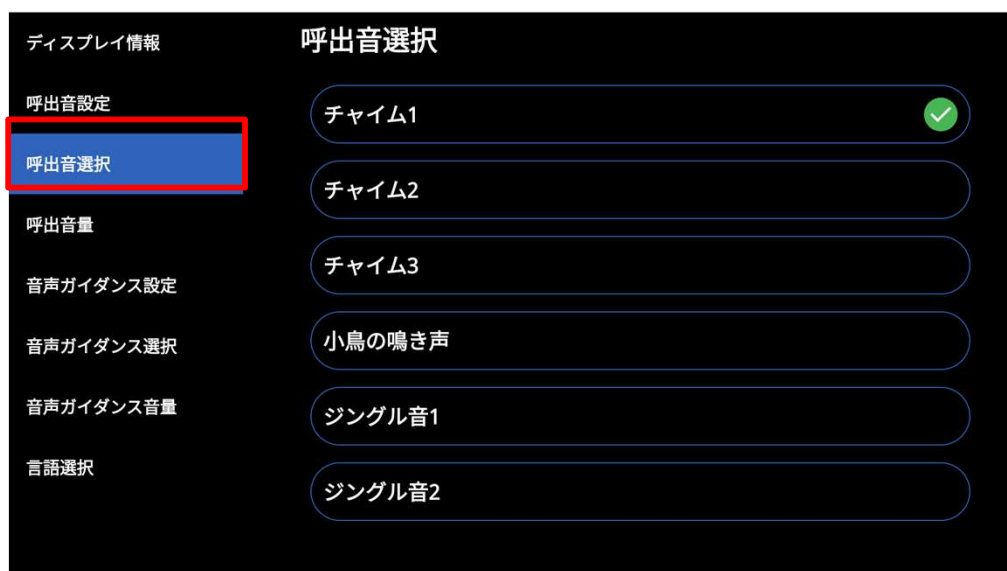 ディスプレイ情報
呼出音設定
呼出音選択
呼出音量
音声ガイダンス設定
音声ガイダンス選択
音声ガイダンス音量
言語選択
呼出音選択
チャイム1
チャイム2
チャイム3
小鳥の鳴き声
ジングル音1
ジングル音2